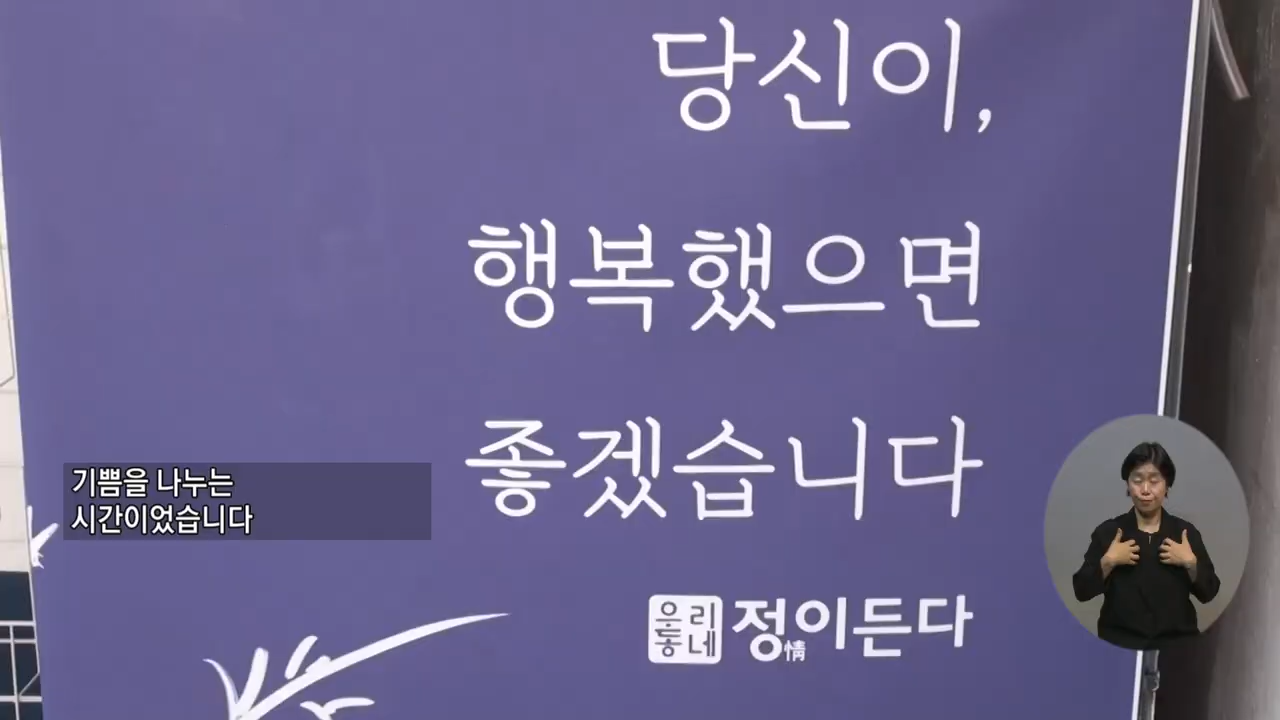 당신이,
행복했으면
좋겠습니다
기쁨을 나누는
시간이었습니다
우리동네 정情이든다